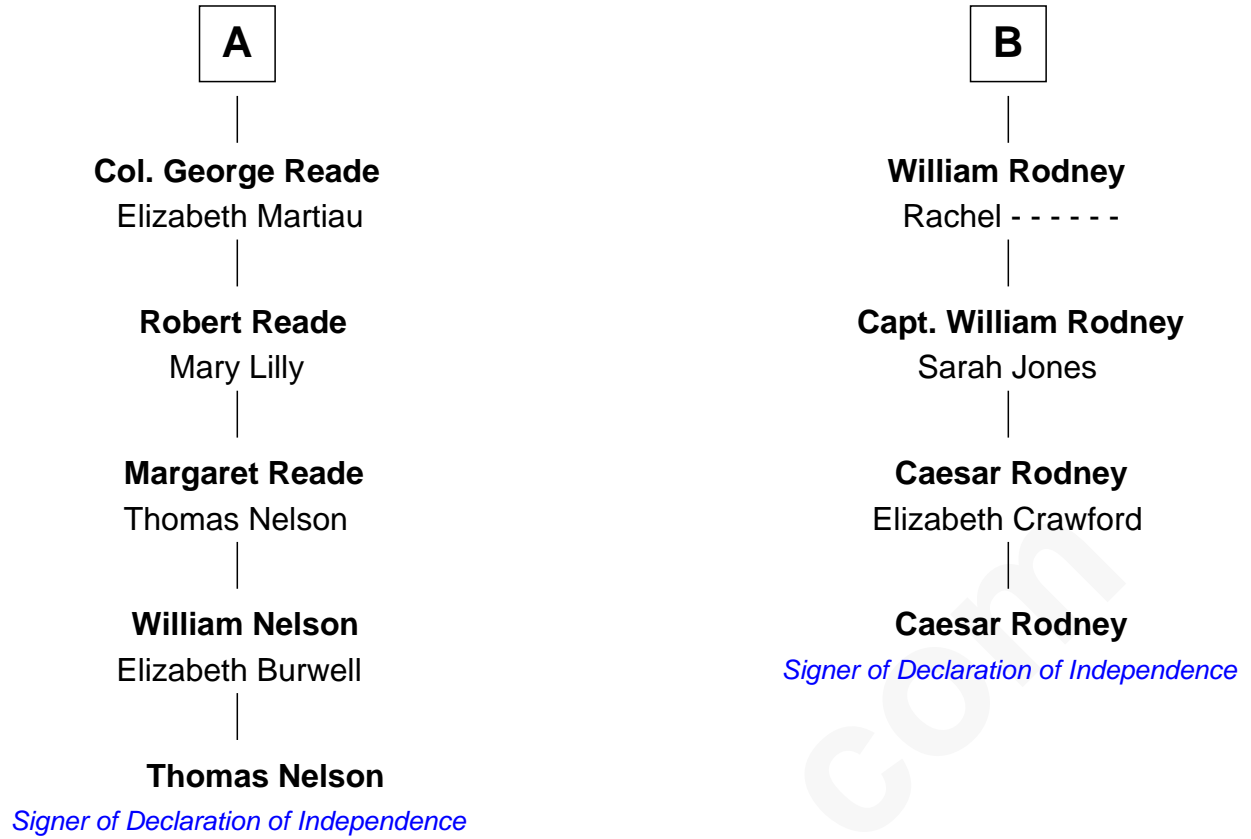 A
Col. George Reade
Elizabeth Martiau
Robert Reade
Mary Lilly
Margaret Reade
Thomas Nelson
William Nelson
Elizabeth Burwell
Thomas Nelson
Signer of Declaration of Independence
B
William Rodney
Rachel - - - - - -
Capt. William Rodney
Sarah Jones
Caesar Rodney
Elizabeth Crawford
Caesar Rodney
Signer of Declaration of Independence
com